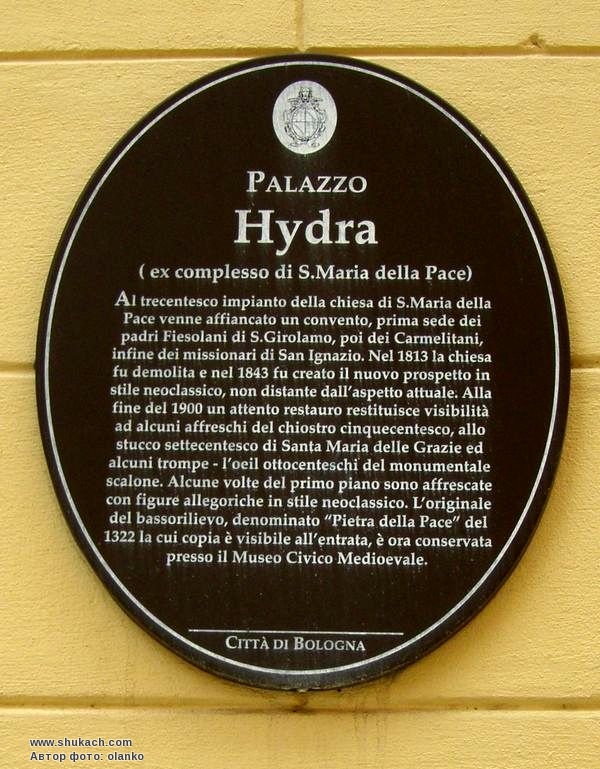 PALAZZO
Hydra
( ex complesso di S.Maria della Pace)
Al trecentesco impianto della chiesa di S.Maria della
Pace venne affiancato un convento, prima sede dei
padri Fiesolani di S.Girolamo, poi dei Carmelitani,
infine dei missionari di San Ignazio. Nel 1813 la chiesa
fu demolita e nel 1843 fu creato il nuovo prospetto in
stile neoclassico, non distante dall'aspetto attuale. Alla
fine del 1900 un attento restauro restituisce visibilità
ad alcuni affreschi del chiostro cinquecentesco, allo
stucco settecentesco di Santa Maria delle Grazie ed
alcuni trompe - l'oeil ottocenteschi del monumentale
scalone. Alcune volte del primo piano sono affrescate
con figure allegoriche in stile neoclassico. L'originale
del bassorilievo, denominato “Pietra della Pace” del
1322 la cui copia è visibile all'entrata, è ora conservata
presso il Museo Civico Medioevale.
CITTÀ DI BOLOGNA
www.shukach.com
Автор фото: olanko